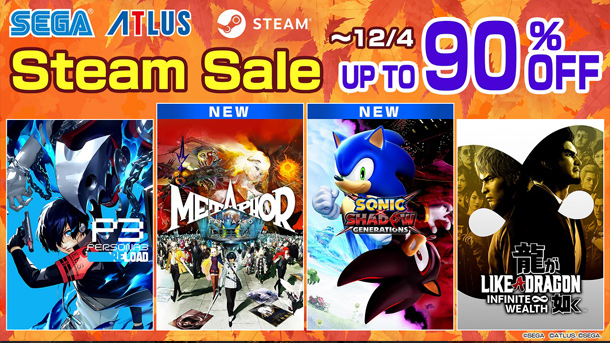 SEGA ATLUS STEAM®
Steam Sale
~12/4
UP TO 90% OFF
NEW
NEW
P3
PERSONA3
RELOAD
METAPHOR
SONIC
SHADOW
GENERATIONS
龍が如く
LIKE A DRAGON
INFINITE WEALTH
©SEGA ©ATLUS ©SEGA